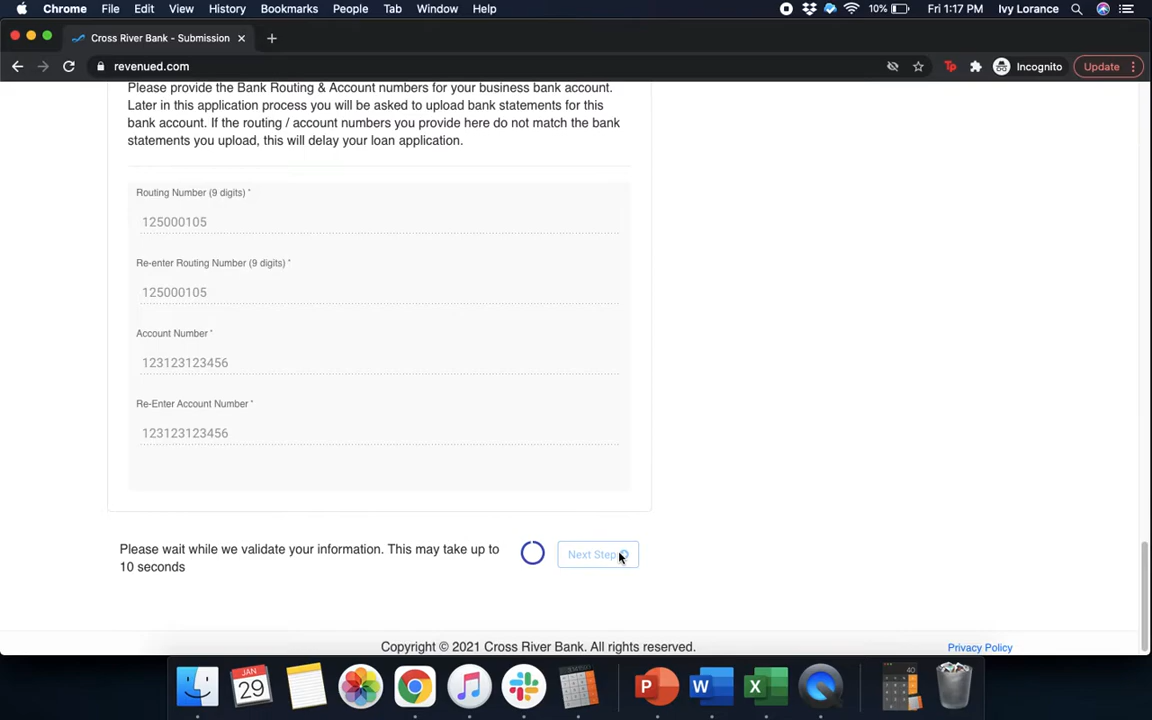 Chrome File Edit View History Bookmarks People Tab Window Help 10% Fri 1:17 PM Ivy Lorance
Cross River Bank - Submission
revenued.com Incognito Update
Please provide the Bank Routing & Account numbers for your business bank account.
Later in this application process you will be asked to upload bank statements for this
bank account. If the routing / account numbers you provide here do not match the bank
statements you upload, this will delay your loan application.
Routing Number (9 digits) *
125000105
Re-enter Routing Number (9 digits) *
125000105
Account Number *
123123123456
Re-Enter Account Number *
123123123456
Please wait while we validate your information. This may take up to
10 seconds
Next Step
Copyright © 2021 Cross River Bank. All rights reserved.
Privacy Policy
JAN
29
P
W
X
40